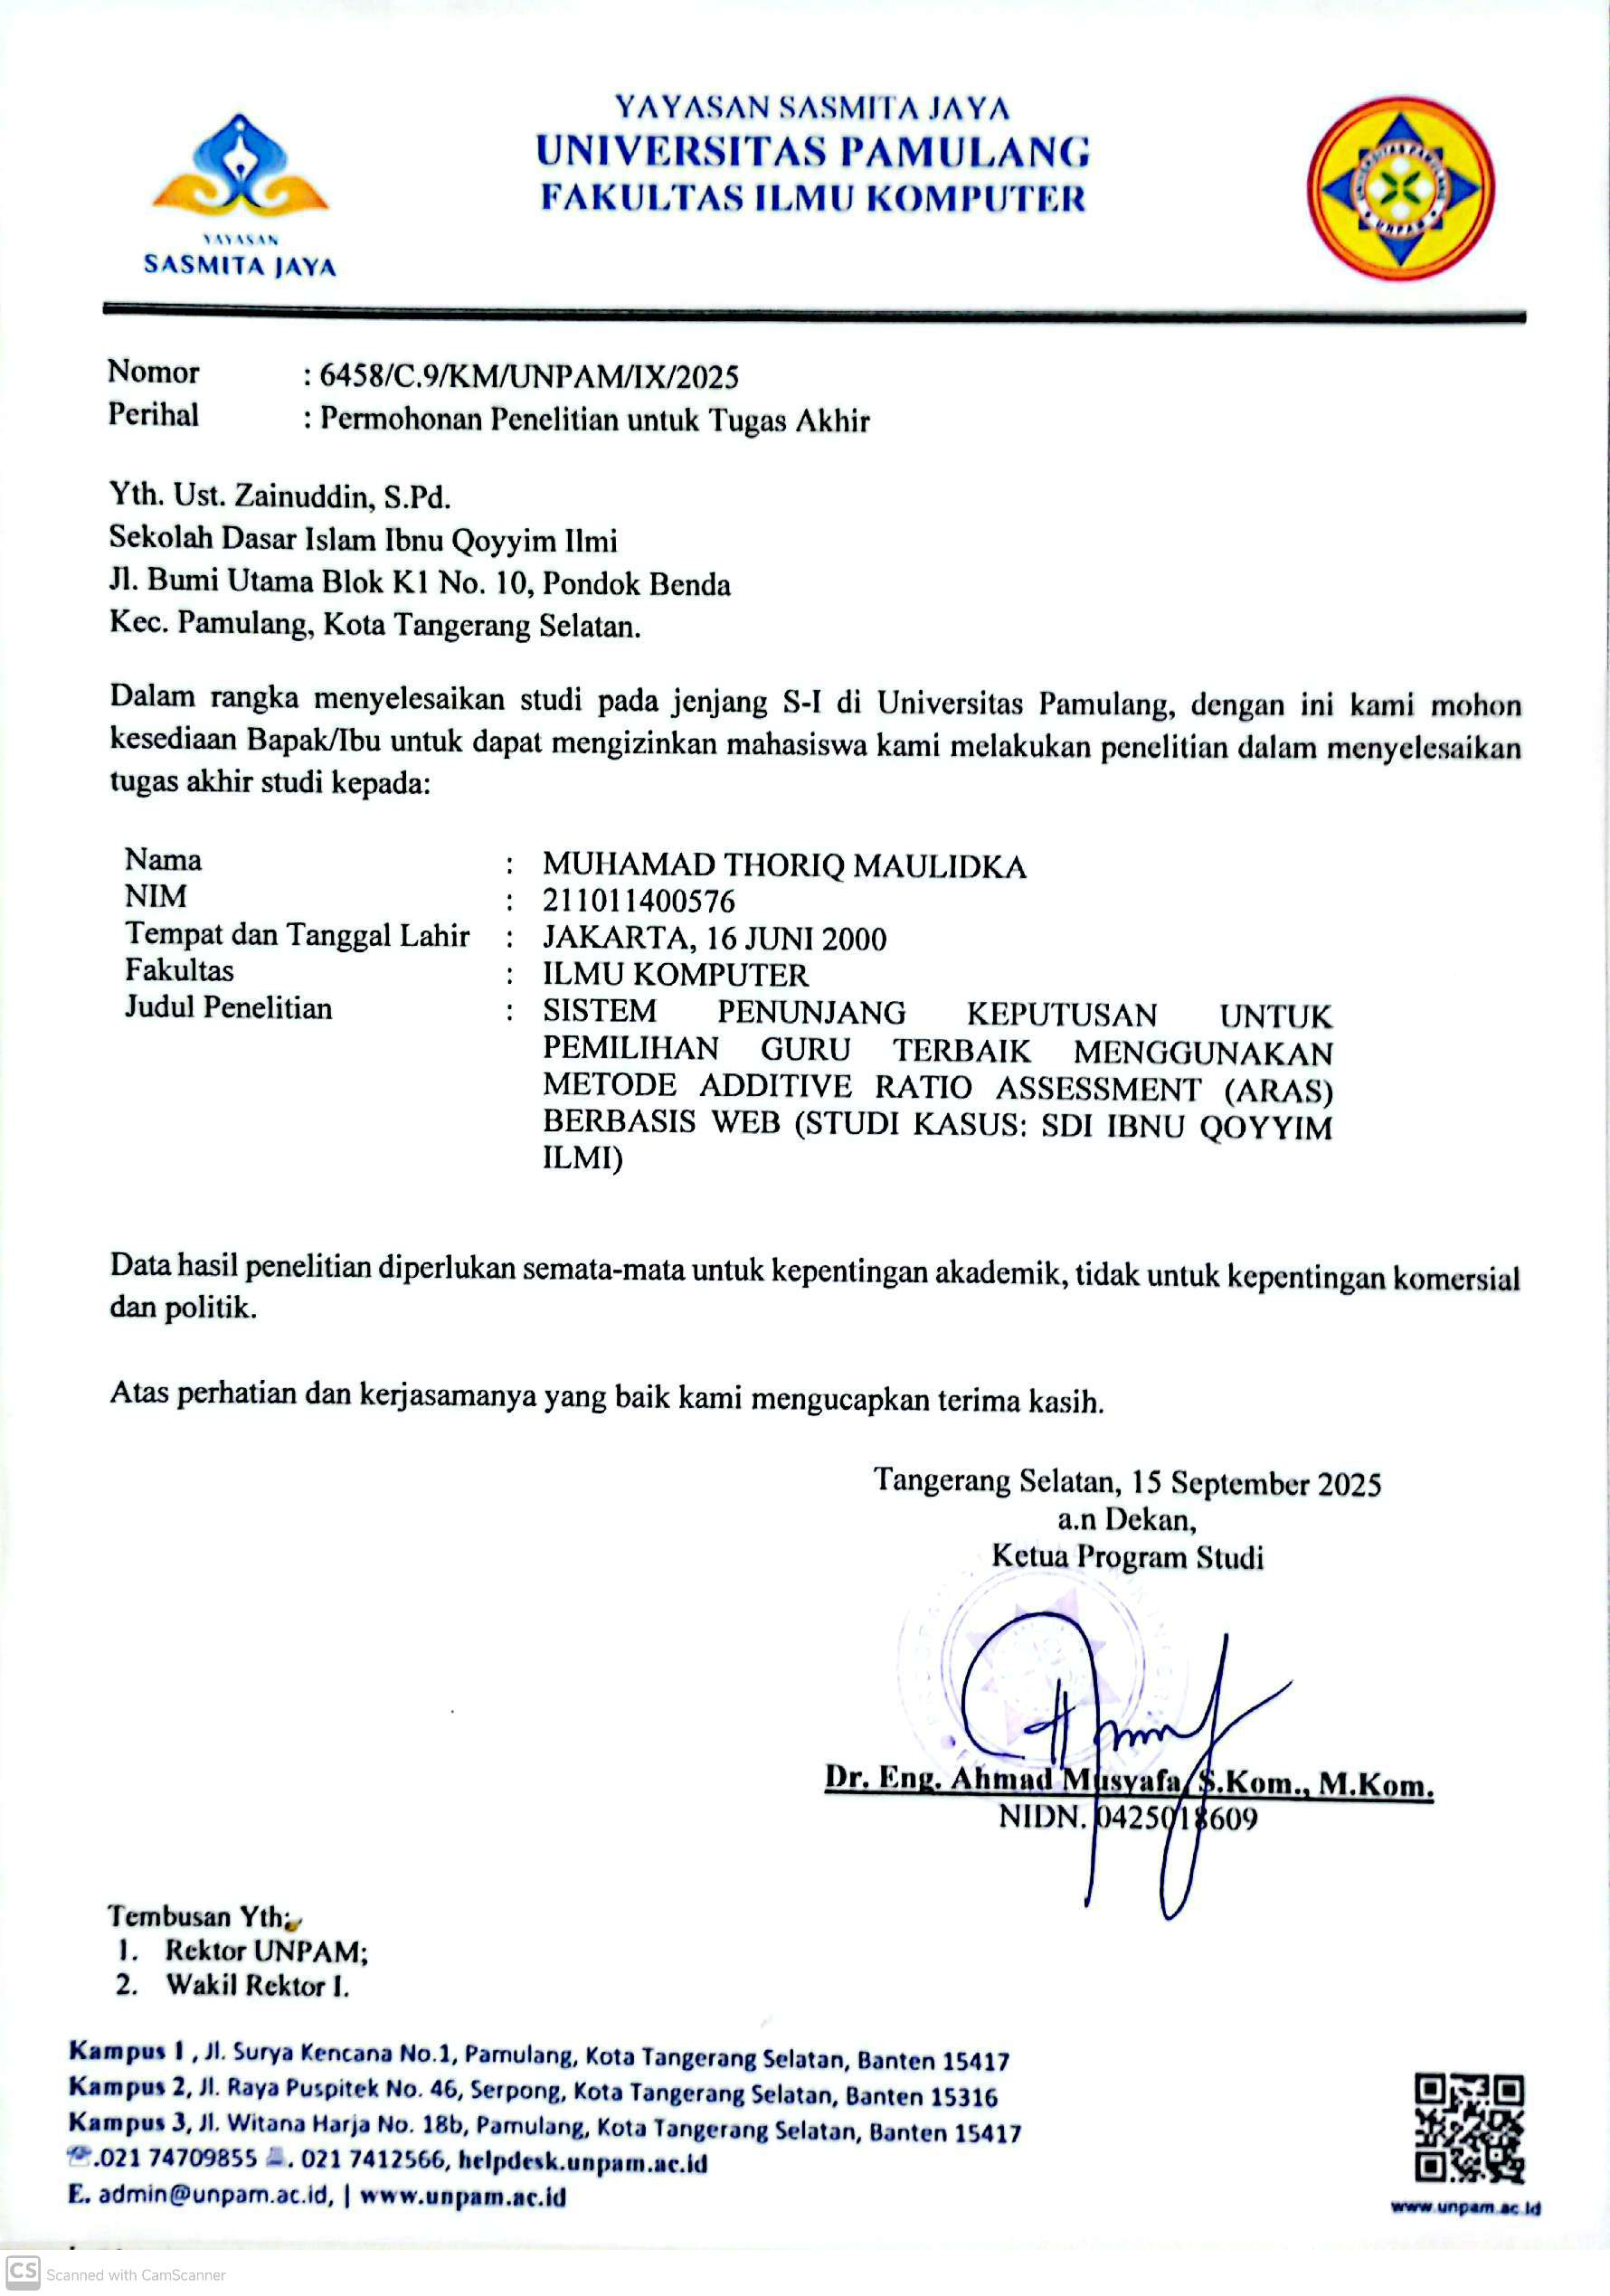 YAYASAN SASMITA JAYA
UNIVERSITAS PAMULANG
FAKULTAS ILMU KOMPUTER
YAYASAN
SASMITA JAYA
UNIVERSITAS PAMULANG
UNPAM
Nomor : 6458/C.9/KM/UNPAM/IX/2025
Perihal : Permohonan Penelitian untuk Tugas Akhir
Yth. Ust. Zainuddin, S.Pd.
Sekolah Dasar Islam Ibnu Qoyyim Ilmi
Jl. Bumi Utama Blok K1 No. 10, Pondok Benda
Kec. Pamulang, Kota Tangerang Selatan.
Dalam rangka menyelesaikan studi pada jenjang S-I di Universitas Pamulang, dengan ini kami mohon
kesediaan Bapak/Ibu untuk dapat mengizinkan mahasiswa kami melakukan penelitian dalam menyelesaikan
tugas akhir studi kepada:
Nama : MUHAMAD THORIQ MAULIDKA
NIM : 211011400576
Tempat dan Tanggal Lahir : JAKARTA, 16 JUNI 2000
Fakultas : ILMU KOMPUTER
Judul Penelitian : SISTEM PENUNJANG KEPUTUSAN UNTUK
PEMILIHAN GURU TERBAIK MENGGUNAKAN
METODE ADDITIVE RATIO ASSESSMENT (ARAS)
BERBASIS WEB (STUDI KASUS: SDI IBNU QOYYIM
ILMI)
Data hasil penelitian diperlukan semata-mata untuk kepentingan akademik, tidak untuk kepentingan komersial
dan politik.
Atas perhatian dan kerjasamanya yang baik kami mengucapkan terima kasih.
Tangerang Selatan, 15 September 2025
a.n Dekan,
Ketua Program Studi
Dr. Eng. Ahmad Musyafa, S.Kom., M.Kom.
NIDN. 0425018609
Tembusan Yth:
1. Rektor UNPAM;
2. Wakil Rektor I.
Kampus 1 , Jl. Surya Kencana No.1, Pamulang, Kota Tangerang Selatan, Banten 15417
Kampus 2, Jl. Raya Puspitek No. 46, Serpong, Kota Tangerang Selatan, Banten 15316
Kampus 3, Jl. Witana Harja No. 18b, Pamulang, Kota Tangerang Selatan, Banten 15417
.021 74709855 . 021 7412566, helpdesk.unpam.ac.id
E. admin@unpam.ac.id, | www.unpam.ac.id
www.unpam.ac.id
CS Scanned with CamScanner